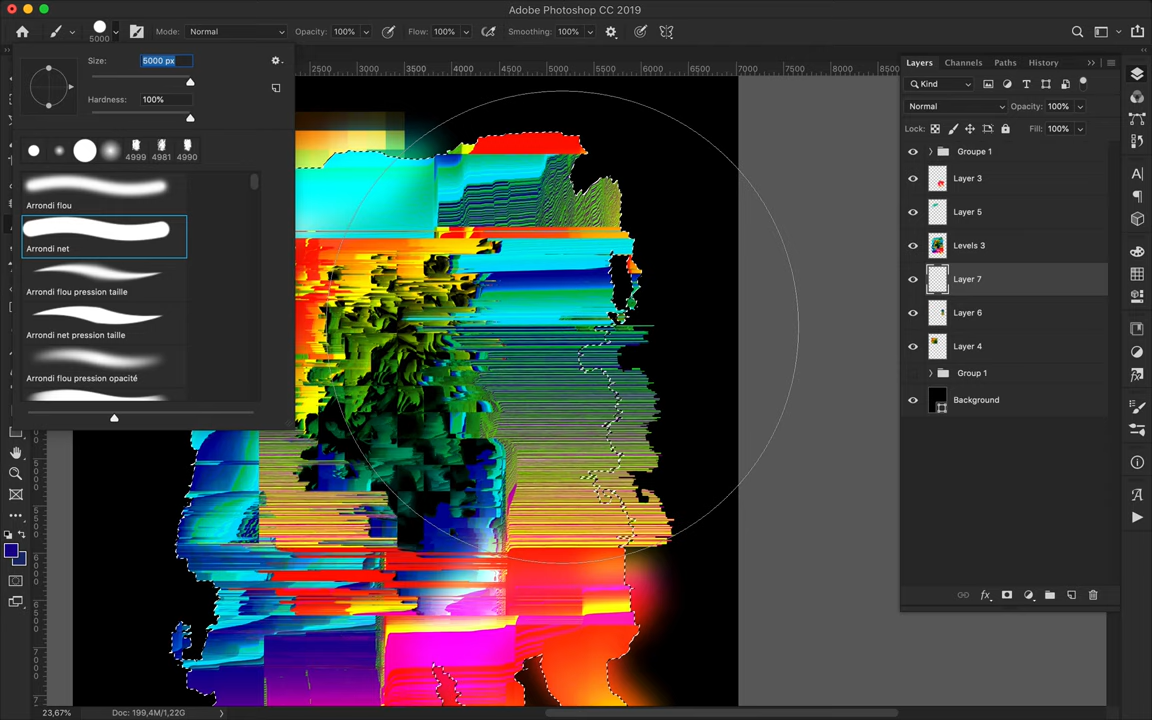 Adobe Photoshop CC 2019
5000
Mode: Normal
Opacity: 100%
Flow: 100%
Smoothing: 100%
Size: 5000 px
Hardness: 100%
4999 4981 4990
Arrondi flou
Arrondi net
Arrondi flou pression taille
Arrondi net pression taille
Arrondi flou pression opacité
2500 3000 3500 4000 4500 5000 5500 6000 6500 7000 7500 8000 8500
Layers Channels Paths History
Kind
Normal Opacity: 100%
Lock: Fill: 100%
Groupe 1
Layer 3
Layer 5
Levels 3
Layer 7
Layer 6
Layer 4
Group 1
Background
23,67% Doc: 199,4M/1,22G